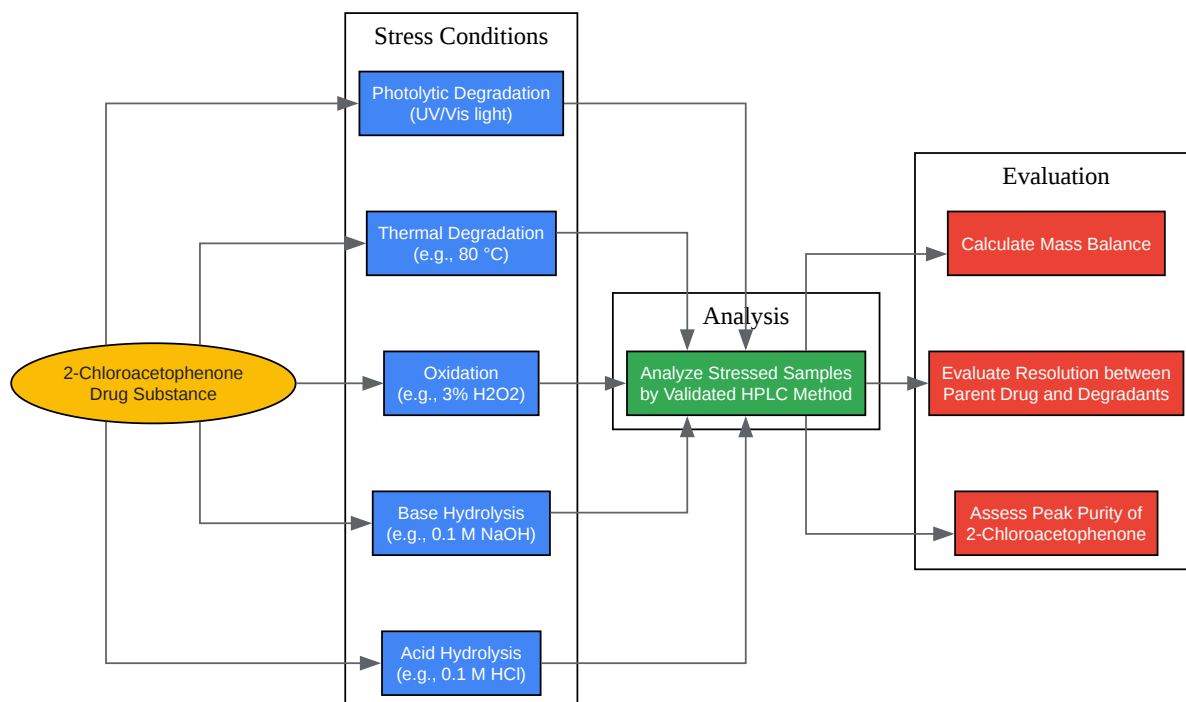 2-Chloroacetophenone
Drug Substance
Stress Conditions
Photolytic Degradation
(UV/Vis light)
Thermal Degradation
(e.g., 80 °C)
Oxidation
(e.g., 3% H2O2)
Base Hydrolysis
(e.g., 0.1 M NaOH)
Acid Hydrolysis
(e.g., 0.1 M HCl)
Analysis
Analyze Stressed Samples
by Validated HPLC Method
Evaluation
Calculate Mass Balance
Evaluate Resolution between
Parent Drug and Degradants
Assess Peak Purity of
2-Chloroacetophenone